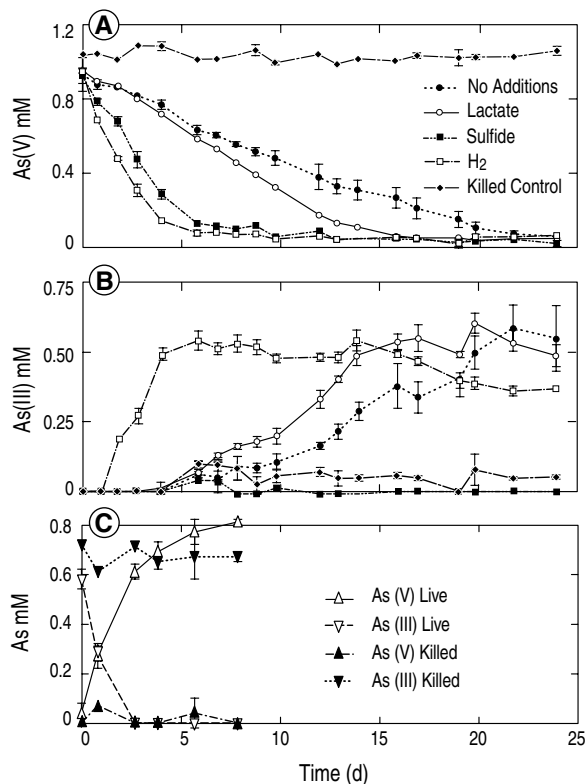 A
1.2
0.8
0.4
0
As(V) mM
No Additions
Lactate
Sulfide
H2
Killed Control
B
0.75
0.50
0.25
0
As(III) mM
C
0.8
0.6
0.4
0.2
0
As mM
As (V) Live
As (III) Live
As (V) Killed
As (III) Killed
0 5 10 15 20 25
Time (d)